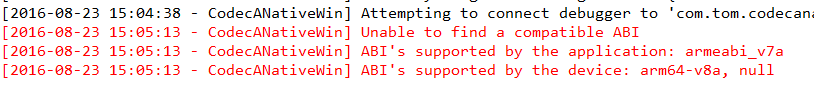 [2016-08-23 15:04:38 - CodecANativeWin] Attempting to connect debugger to 'com.tom.codecana
[2016-08-23 15:05:13 - CodecANativeWin] Unable to find a compatible ABI
[2016-08-23 15:05:13 - CodecANativeWin] ABI's supported by the application: armeabi_v7a
[2016-08-23 15:05:13 - CodecANativeWin] ABI's supported by the device: arm64-v8a, null